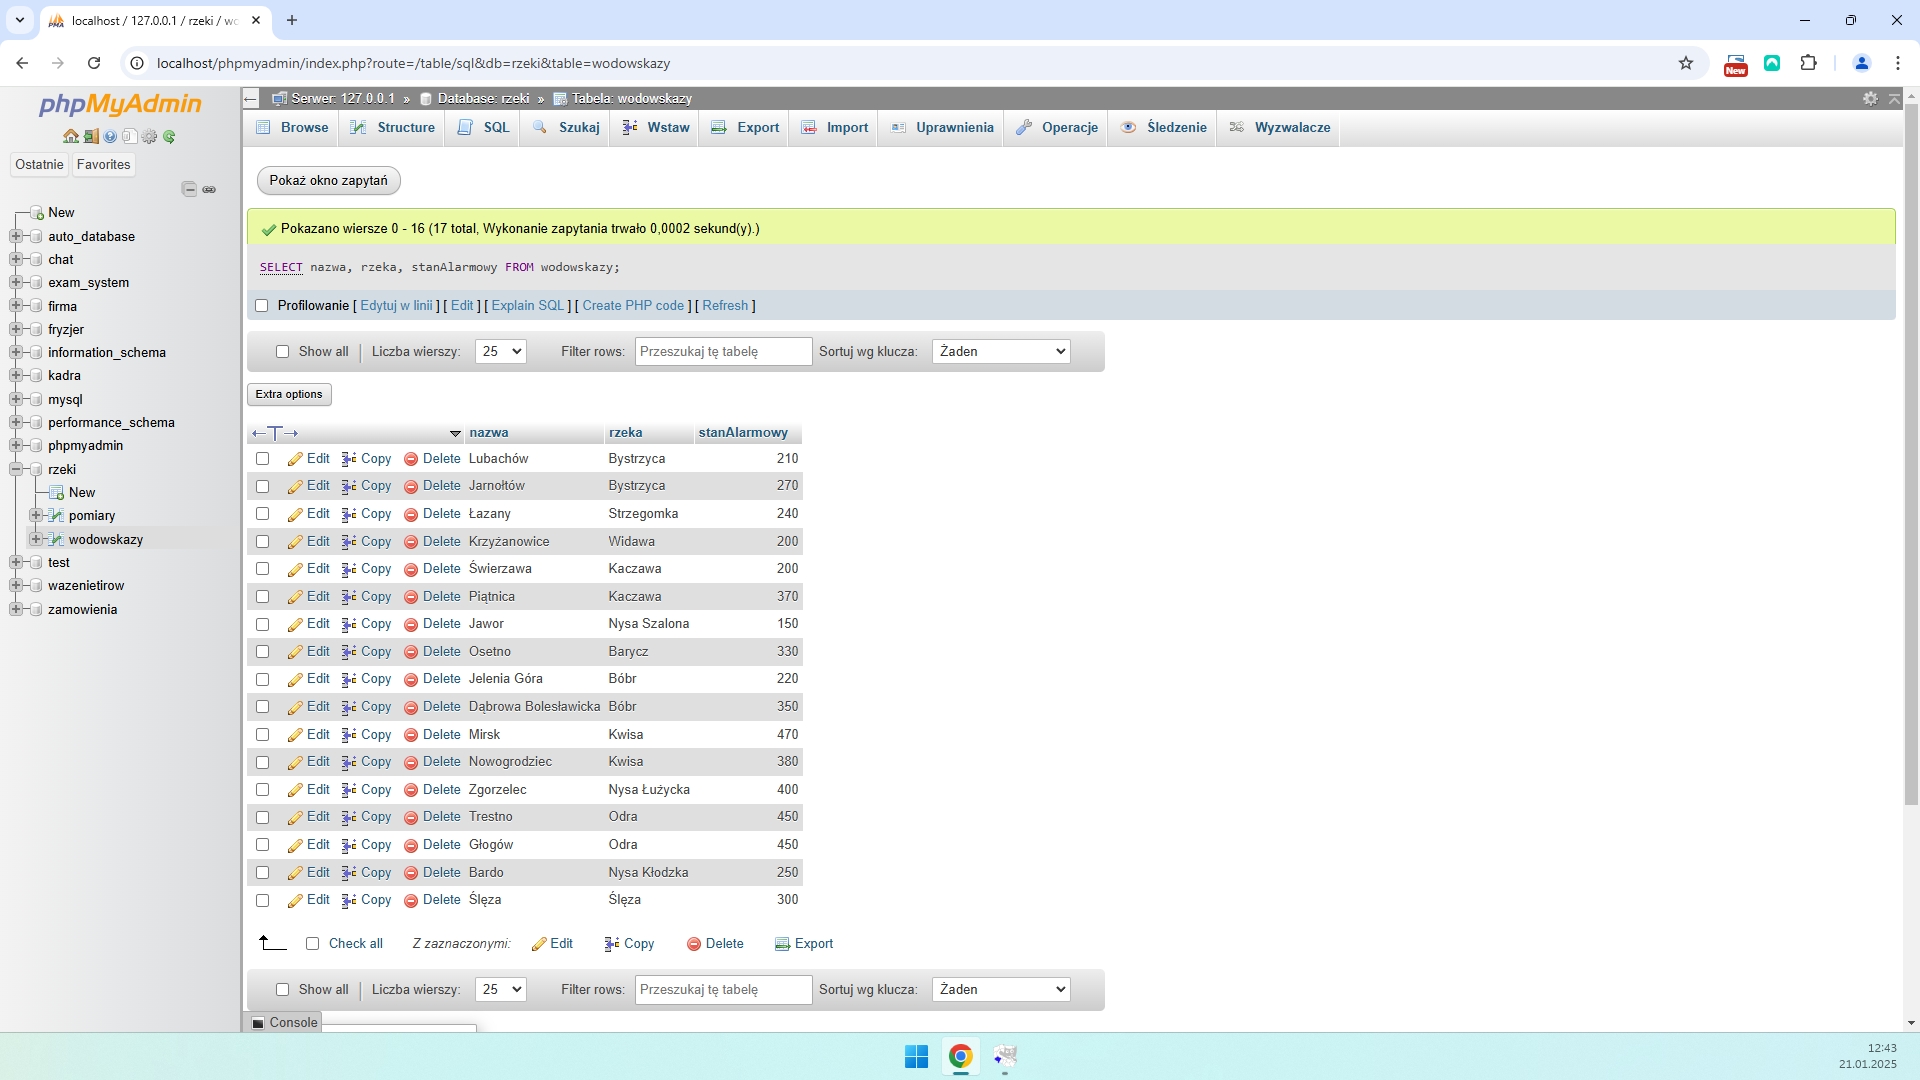 localhost / 127.0.0.1 / rzeki / wo
localhost/phpmyadmin/index.php?route=/table/sql&db=rzeki&table=wodowskazy
New
phpMyAdmin
Ostatnie Favorites
New
auto_database
chat
exam_system
firma
fryzjer
information_schema
kadra
mysql
performance_schema
phpmyadmin
rzeki
New
pomiary
wodowskazy
test
wazenietirow
zamowienia
Serwer: 127.0.0.1 » Database: rzeki » Tabela: wodowskazy
Browse Structure SQL Szukaj Wstaw Export Import Uprawnienia Operacje Śledzenie Wyzwalacze
Pokaż okno zapytań
Pokazano wiersze 0 - 16 (17 total, Wykonanie zapytania trwało 0,0002 sekund(y).)
SELECT nazwa, rzeka, stanAlarmowy FROM wodowskazy;
Profilowanie [ Edytuj w linii ] [ Edit ] [ Explain SQL ] [ Create PHP code ] [ Refresh ]
Show all Liczba wierszy: 25 Filter rows: Przeszukaj tę tabelę Sortuj wg klucza: Żaden
Extra options
nazwa rzeka stanAlarmowy
Edit Copy Delete Lubachów Bystrzyca 210
Edit Copy Delete Jarnołtów Bystrzyca 270
Edit Copy Delete Łazany Strzegomka 240
Edit Copy Delete Krzyżanowice Widawa 200
Edit Copy Delete Świerzawa Kaczawa 200
Edit Copy Delete Piątnica Kaczawa 370
Edit Copy Delete Jawor Nysa Szalona 150
Edit Copy Delete Osetno Barycz 330
Edit Copy Delete Jelenia Góra Bóbr 220
Edit Copy Delete Dąbrowa Bolesławicka Bóbr 350
Edit Copy Delete Mirsk Kwisa 470
Edit Copy Delete Nowogrodziec Kwisa 380
Edit Copy Delete Zgorzelec Nysa Łużycka 400
Edit Copy Delete Trestno Odra 450
Edit Copy Delete Głogów Odra 450
Edit Copy Delete Bardo Nysa Kłodzka 250
Edit Copy Delete Ślęza Ślęza 300
Check all Z zaznaczonymi: Edit Copy Delete Export
Show all Liczba wierszy: 25 Filter rows: Przeszukaj tę tabelę Sortuj wg klucza: Żaden
Console
12:43
21.01.2025